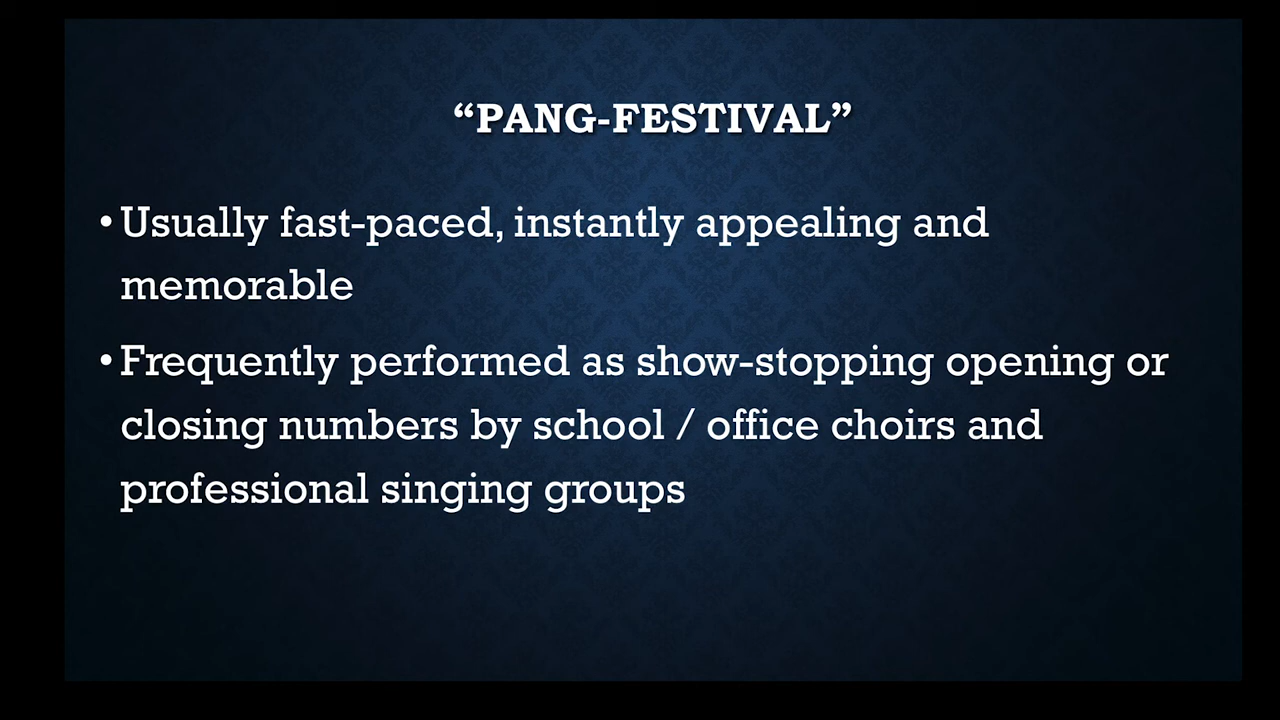 “PANG-FESTIVAL”
•Usually fast-paced, instantly appealing and
memorable
•Frequently performed as show-stopping opening or
closing numbers by school / office choirs and
professional singing groups